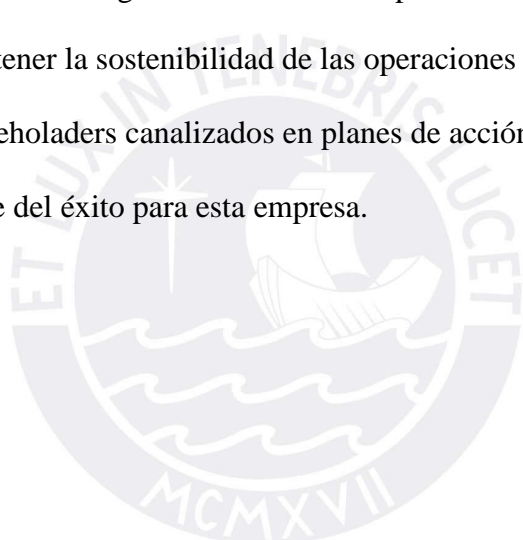 tener la sostenibilidad de las operaciones
eholaders canalizados en planes de acción
e del éxito para esta empresa.
ET LUX IN TENEBRIS LUCET
MCMXVII